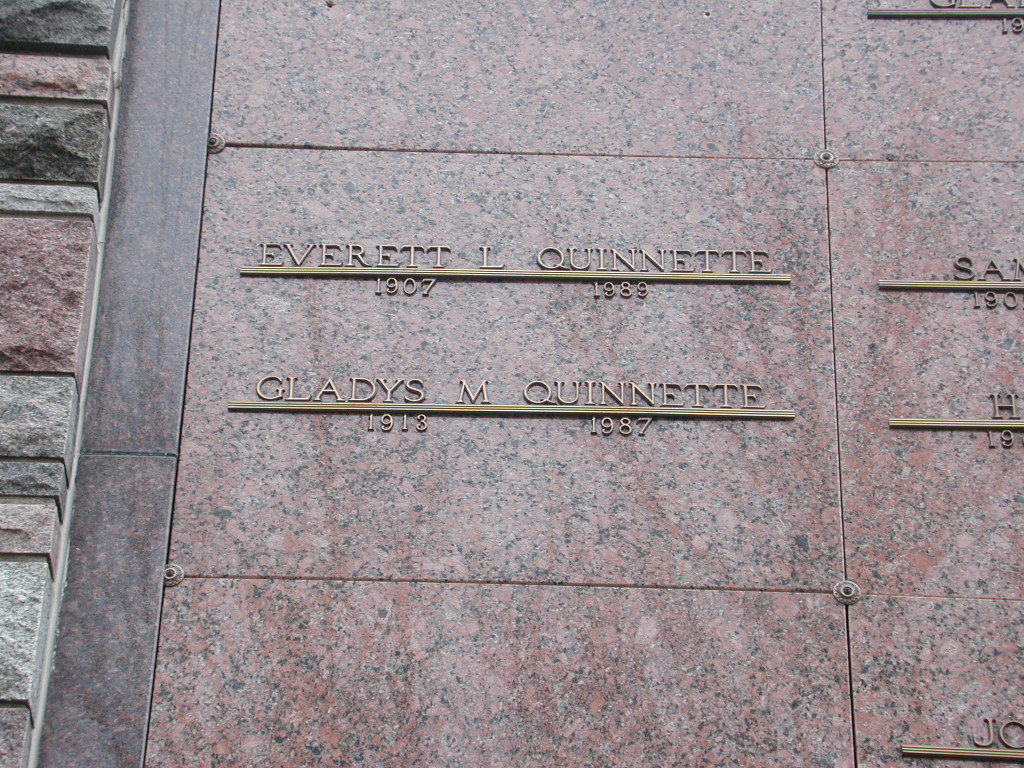 EVERETT L QUINNETTE
1907 1989
GLADYS M QUINNETTE
1913 1987